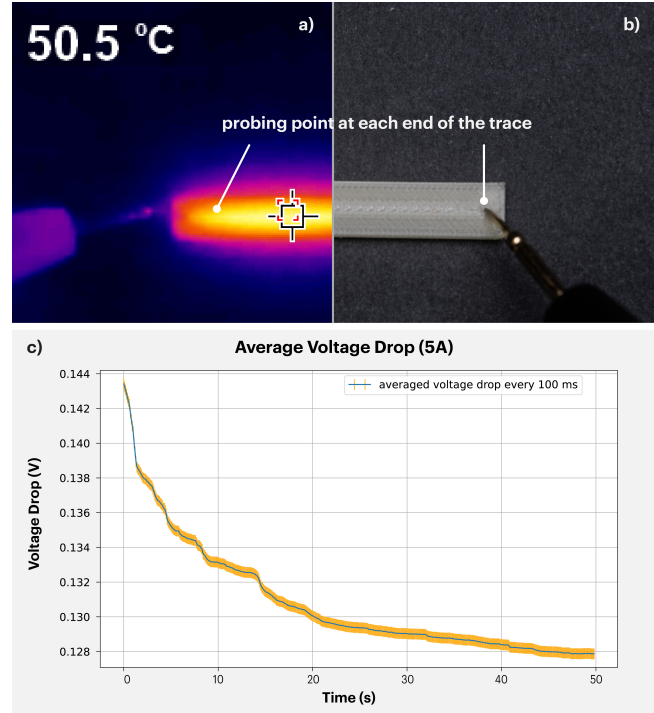 50.5 °C
a)
b)
probing point at each end of the trace
c)
Average Voltage Drop (5A)
averaged voltage drop every 100 ms
Voltage Drop (V)
0.144
0.142
0.140
0.138
0.136
0.134
0.132
0.130
0.128
0
10
20
30
40
50
Time (s)